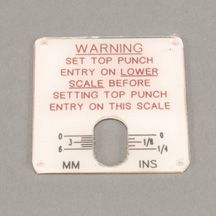 WARNING
SET TOP PUNCH
ENTRY ON LOWER
SCALE BEFORE
SETTING TOP PUNCH
ENTRY ON THIS SCALE
0 0
3 1/8
6 1/4
MM INS